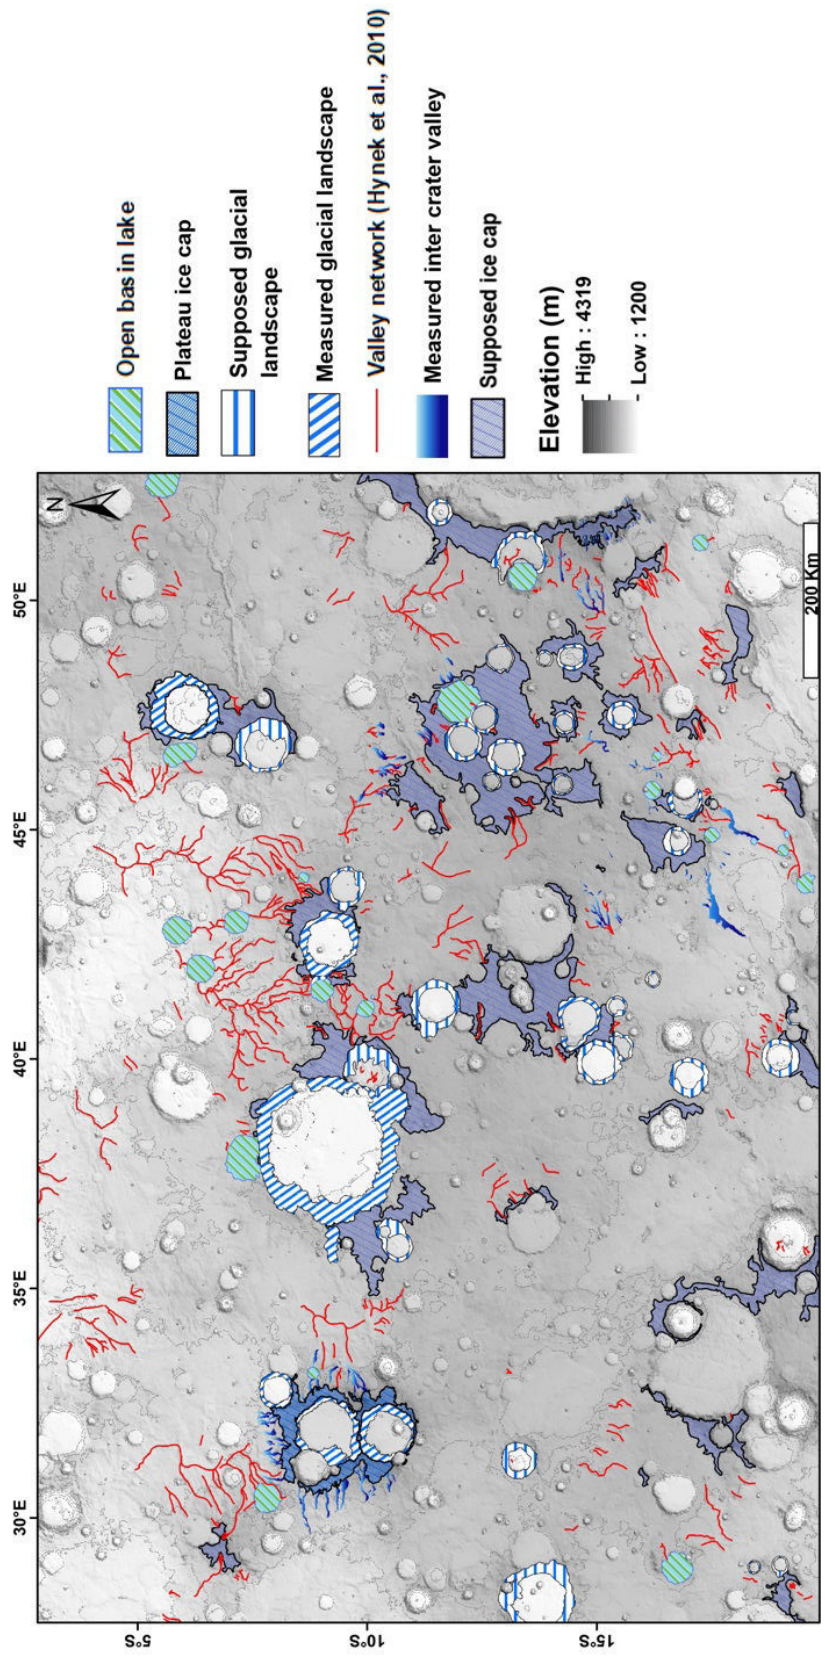 30°E
35°E
40°E
45°E
50°E
N
5°S
10°S
15°S
200 Km
Open basin lake
Plateau ice cap
Supposed glacial
landscape
Measured glacial landscape
Valley network (Hynek et al., 2010)
Measured inter crater valley
Supposed ice cap
Elevation (m)
High : 4319
Low : 1200